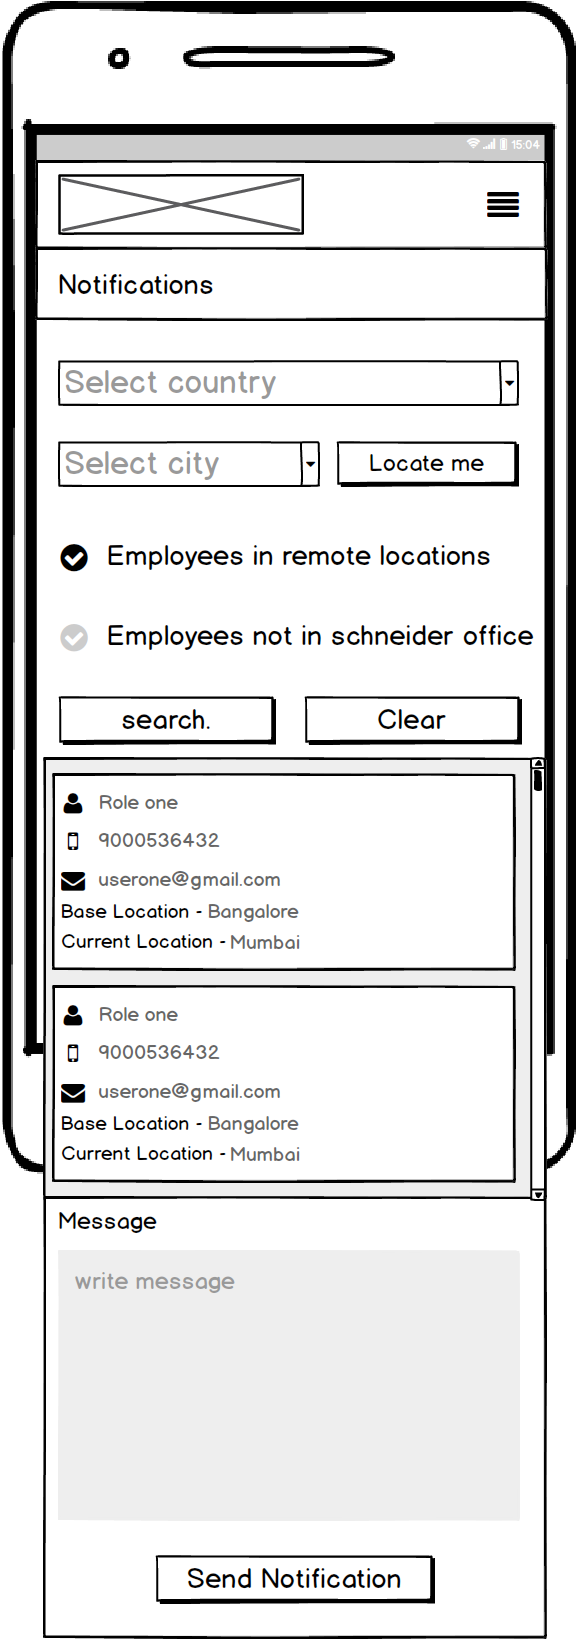 15:04
Notifications
Select country
Select city
Locate me
Employees in remote locations
Employees not in schneider office
search.
Clear
Role one
9000536432
userone@gmail.com
Base Location - Bangalore
Current Location - Mumbai
Role one
9000536432
userone@gmail.com
Base Location - Bangalore
Current Location - Mumbai
Message
write message
Send Notification